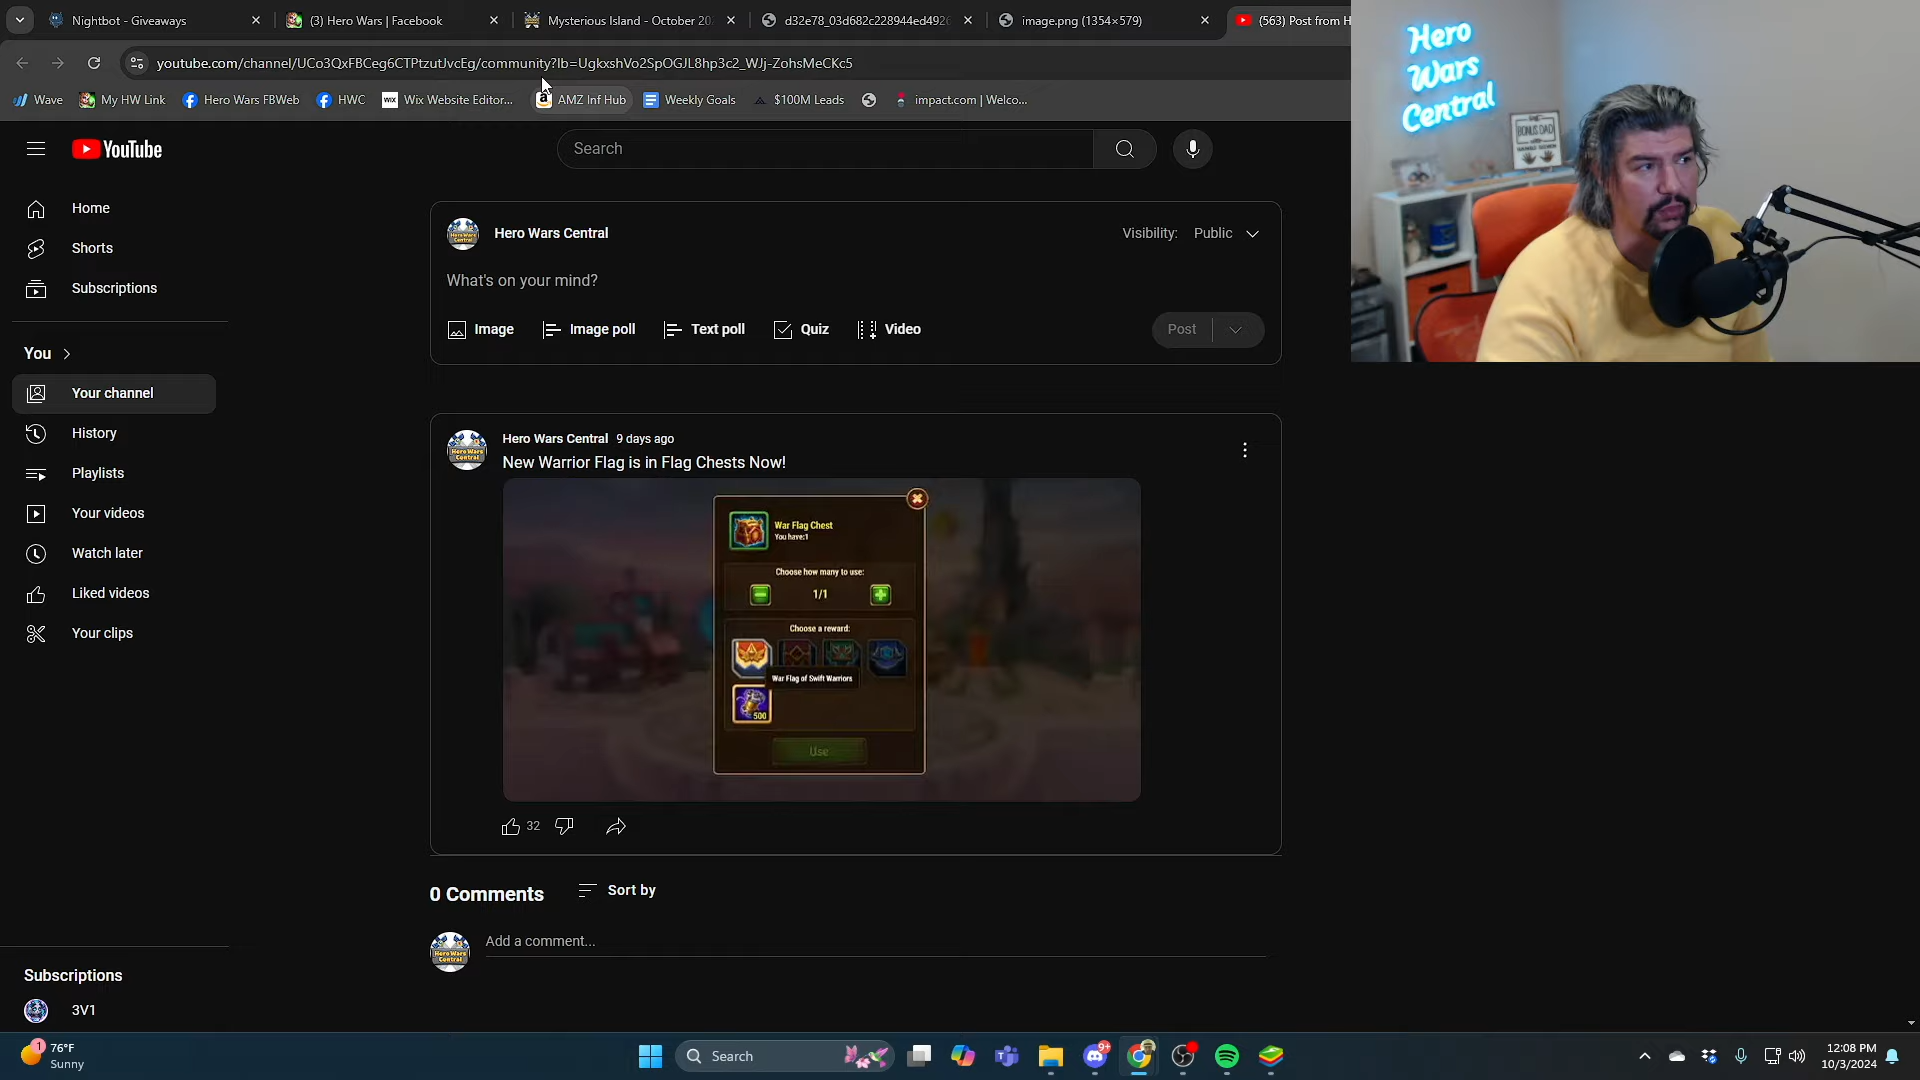 Nightbot - Giveaways
(3) Hero Wars | Facebook
Mysterious Island - October 20
d32e78_03d682c228944ed4926
image.png (1354×579)
(563) Post from H
youtube.com/channel/UCo3QxFBCeg6CTPtzutJvcEg/community?lb=UgkxshVo2SpOGJL8hp3c2_WJj-ZohsMeCKc5
Wave
My HW Link
Hero Wars FBWeb
HWC
WIX
Wix Website Editor...
AMZ Inf Hub
Weekly Goals
$100M Leads
impact.com | Welco...
YouTube
Search
Home
Shorts
Subscriptions
You
Your channel
History
Playlists
Your videos
Watch later
Liked videos
Your clips
Subscriptions
3V1
Hero Wars Central
Visibility: Public
What's on your mind?
Image
Image poll
Text poll
Quiz
Video
Post
Hero Wars Central 9 days ago
New Warrior Flag is in Flag Chests Now!
War Flag Chest
You have:1
Choose how many to use:
1/1
Choose a reward:
War Flag of Swift Warriors
500
Use
32
0 Comments
Sort by
Add a comment...
Hero
Wars
Central
BONUS DAD
1
76°F
Sunny
Search
9+
12:08 PM
10/3/2024